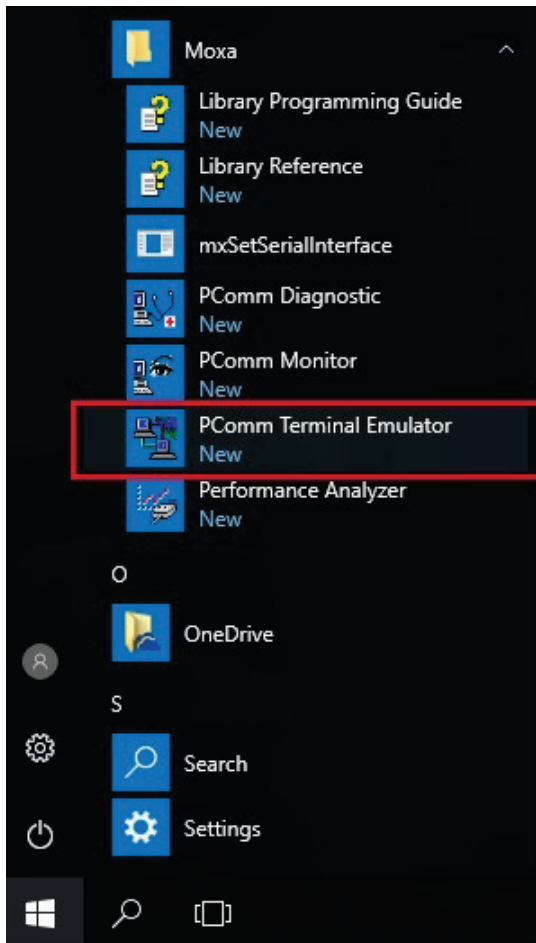 Moxa
Library Programming Guide
New
Library Reference
New
mxSetSerialInterface
PComm Diagnostic
New
PComm Monitor
New
PComm Terminal Emulator
New
Performance Analyzer
New
O
OneDrive
S
Search
Settings